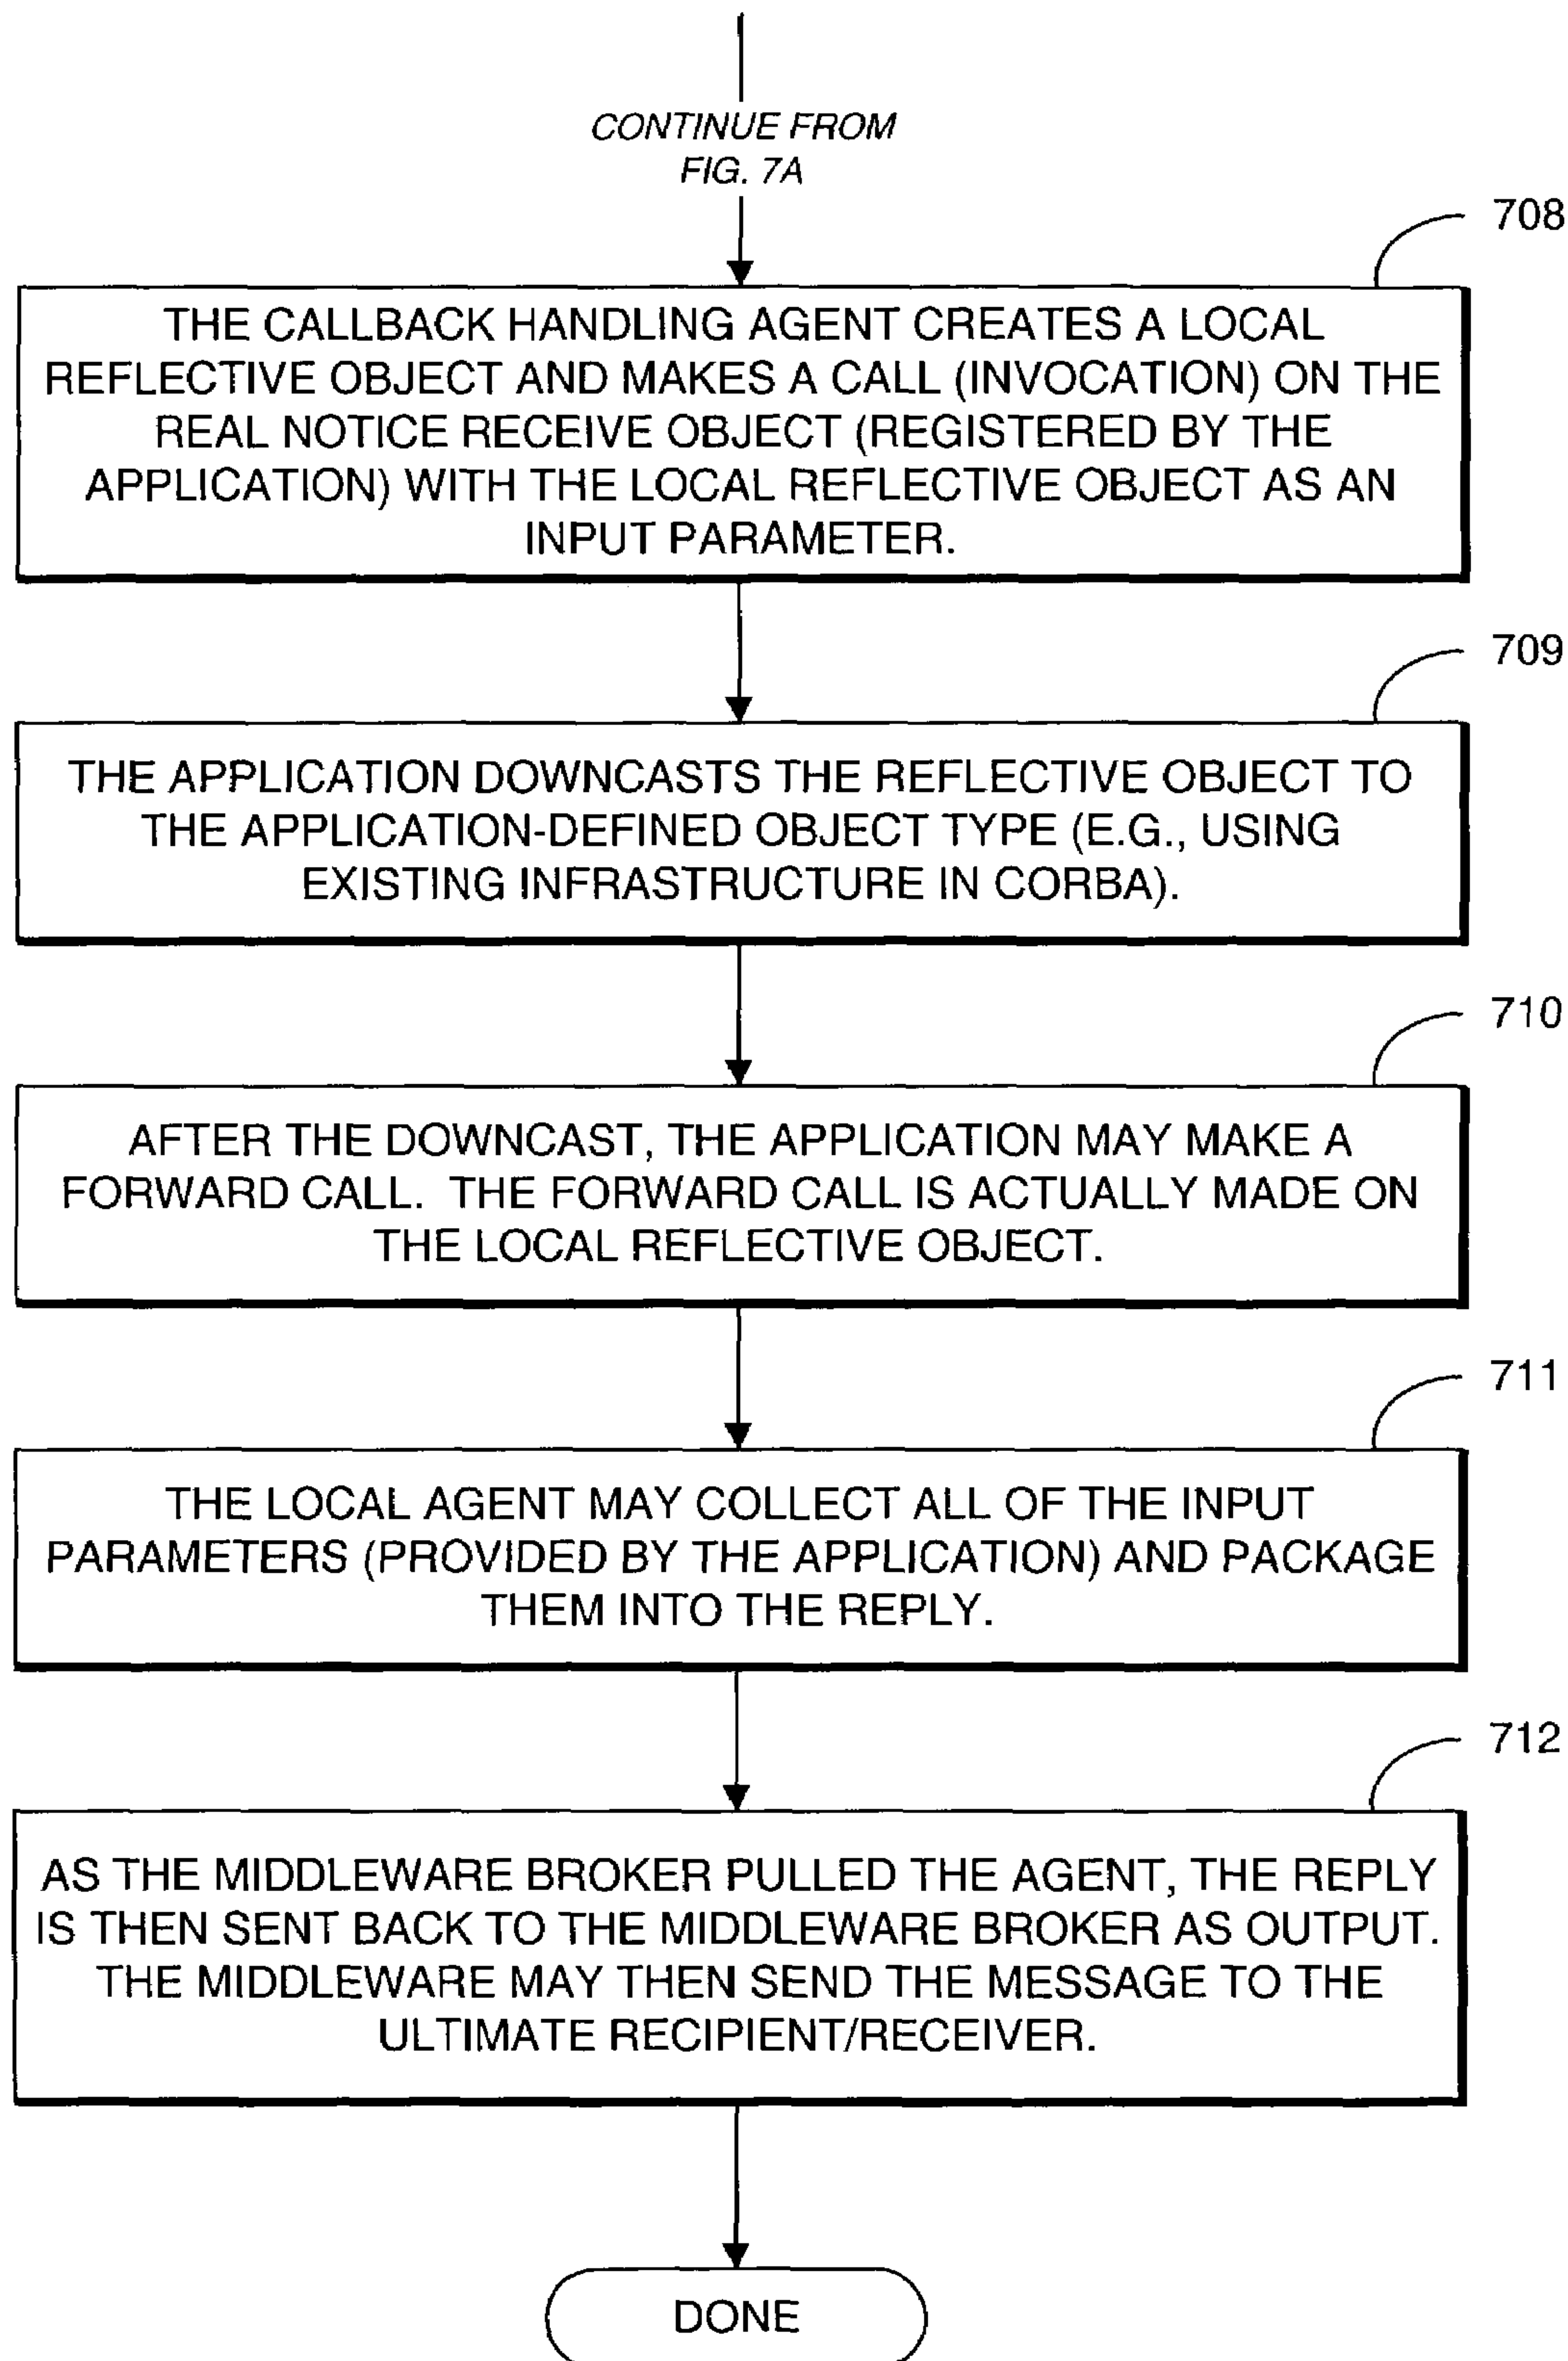 CONTINUE FROM
FIG. 7A
708
THE CALLBACK HANDLING AGENT CREATES A LOCAL
REFLECTIVE OBJECT AND MAKES A CALL (INVOCATION) ON THE
REAL NOTICE RECEIVE OBJECT (REGISTERED BY THE
APPLICATION) WITH THE LOCAL REFLECTIVE OBJECT AS AN
INPUT PARAMETER.
709
THE APPLICATION DOWNCASTS THE REFLECTIVE OBJECT TO
THE APPLICATION-DEFINED OBJECT TYPE (E.G., USING
EXISTING INFRASTRUCTURE IN CORBA).
710
AFTER THE DOWNCAST, THE APPLICATION MAY MAKE A
FORWARD CALL. THE FORWARD CALL IS ACTUALLY MADE ON
THE LOCAL REFLECTIVE OBJECT.
711
THE LOCAL AGENT MAY COLLECT ALL OF THE INPUT
PARAMETERS (PROVIDED BY THE APPLICATION) AND PACKAGE
THEM INTO THE REPLY.
712
AS THE MIDDLEWARE BROKER PULLED THE AGENT, THE REPLY
IS THEN SENT BACK TO THE MIDDLEWARE BROKER AS OUTPUT.
THE MIDDLEWARE MAY THEN SEND THE MESSAGE TO THE
ULTIMATE RECIPIENT/RECEIVER.
DONE